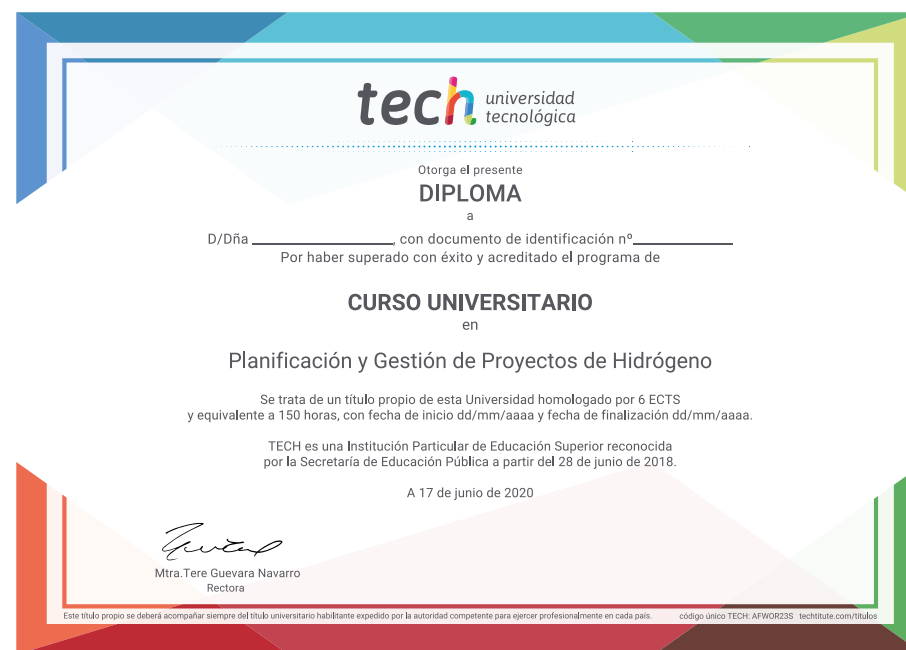 tech universidad
tecnológica
Otorga el presente
DIPLOMA
a
D/Dña ____________, con documento de identificación nº____________
Por haber superado con éxito y acreditado el programa de
CURSO UNIVERSITARIO
en
Planificación y Gestión de Proyectos de Hidrógeno
Se trata de un título propio de esta Universidad homologado por 6 ECTS
y equivalente a 150 horas, con fecha de inicio dd/mm/aaaa y fecha de finalización dd/mm/aaaa.
TECH es una Institución Particular de Educación Superior reconocida
por la Secretaría de Educación Pública a partir del 28 de junio de 2018.
A 17 de junio de 2020
Mtra.Tere Guevara Navarro
Rectora
Este título propio se deberá acompañar siempre del título universitario habilitante expedido por la autoridad competente para ejercer profesionalmente en cada país. código único TECH: AFWOR23S techtitute.com/titulos